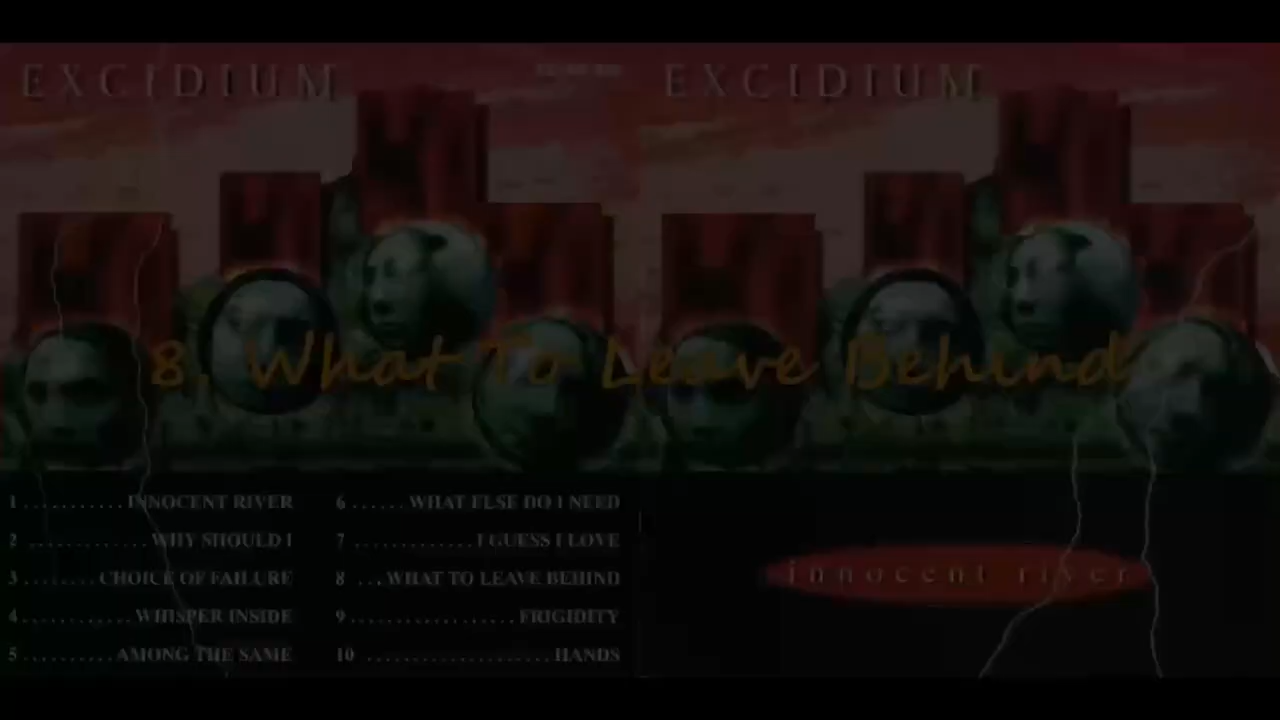 EXCIDIUM
EXCIDIUM
8. What To Leave Behind
1 ........... INNOCENT RIVER
2 ............ WHY SHOULD I
3 ........ CHOICE OF FAILURE
4 ........... WHISPER INSIDE
5 .......... AMONG THE SAME
6 ...... WHAT ELSE DO I NEED
7 ............. I GUESS I LOVE
8 ... WHAT TO LEAVE BEHIND
9 .................. FRIGIDITY
10 .................... HANDS
innocent river